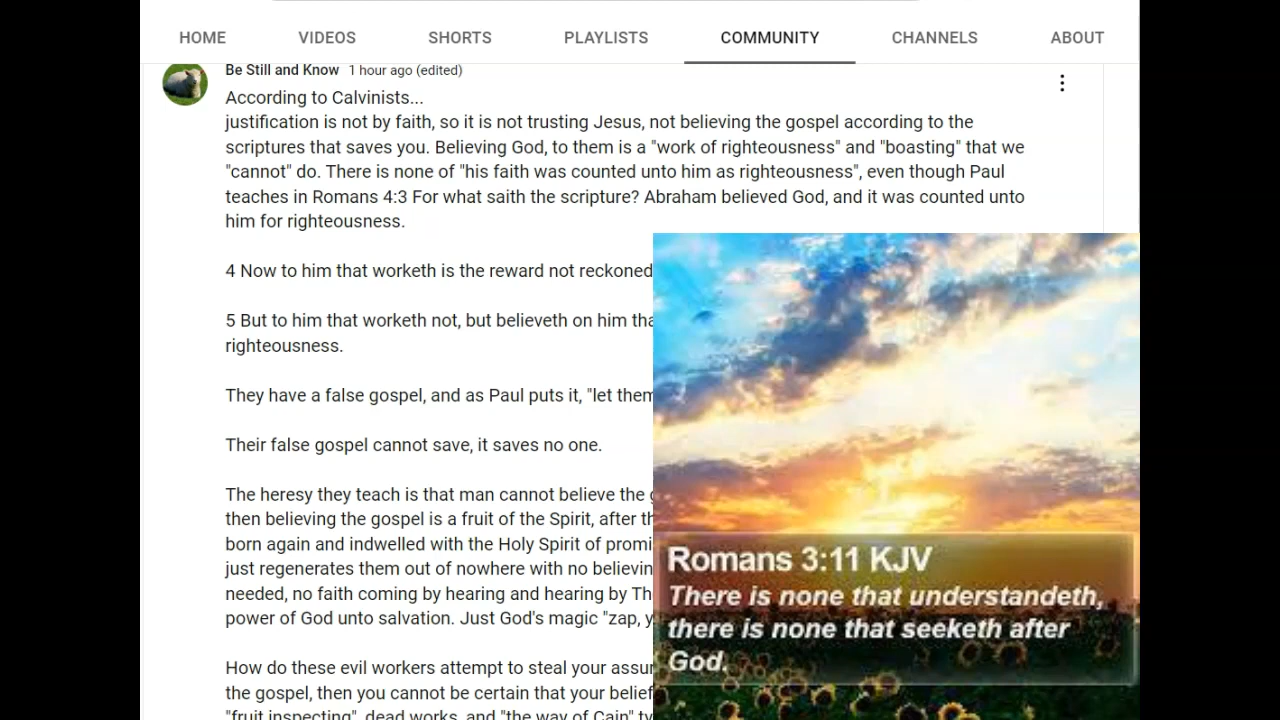 HOME VIDEOS SHORTS PLAYLISTS COMMUNITY CHANNELS ABOUT
Be Still and Know 1 hour ago (edited)
According to Calvinists...
justification is not by faith, so it is not trusting Jesus, not believing the gospel according to the
scriptures that saves you. Believing God, to them is a "work of righteousness" and "boasting" that we
"cannot" do. There is none of "his faith was counted unto him as righteousness", even though Paul
teaches in Romans 4:3 For what saith the scripture? Abraham believed God, and it was counted unto
him for righteousness.
4 Now to him that worketh is the reward not reckoned
5 But to him that worketh not, but believeth on him tha
righteousness.
They have a false gospel, and as Paul puts it, "let them
Their false gospel cannot save, it saves no one.
The heresy they teach is that man cannot believe the g
then believing the gospel is a fruit of the Spirit, after th
born again and indwelled with the Holy Spirit of promi
just regenerates them out of nowhere with no believin
needed, no faith coming by hearing and hearing by Th
power of God unto salvation. Just God's magic "zap, y
How do these evil workers attempt to steal your assur
the gospel, then you cannot be certain that your belief
"fruit inspecting", dead works, and "the way of Cain" ty
Romans 3:11 KJV
There is none that understandeth,
there is none that seeketh after
God.